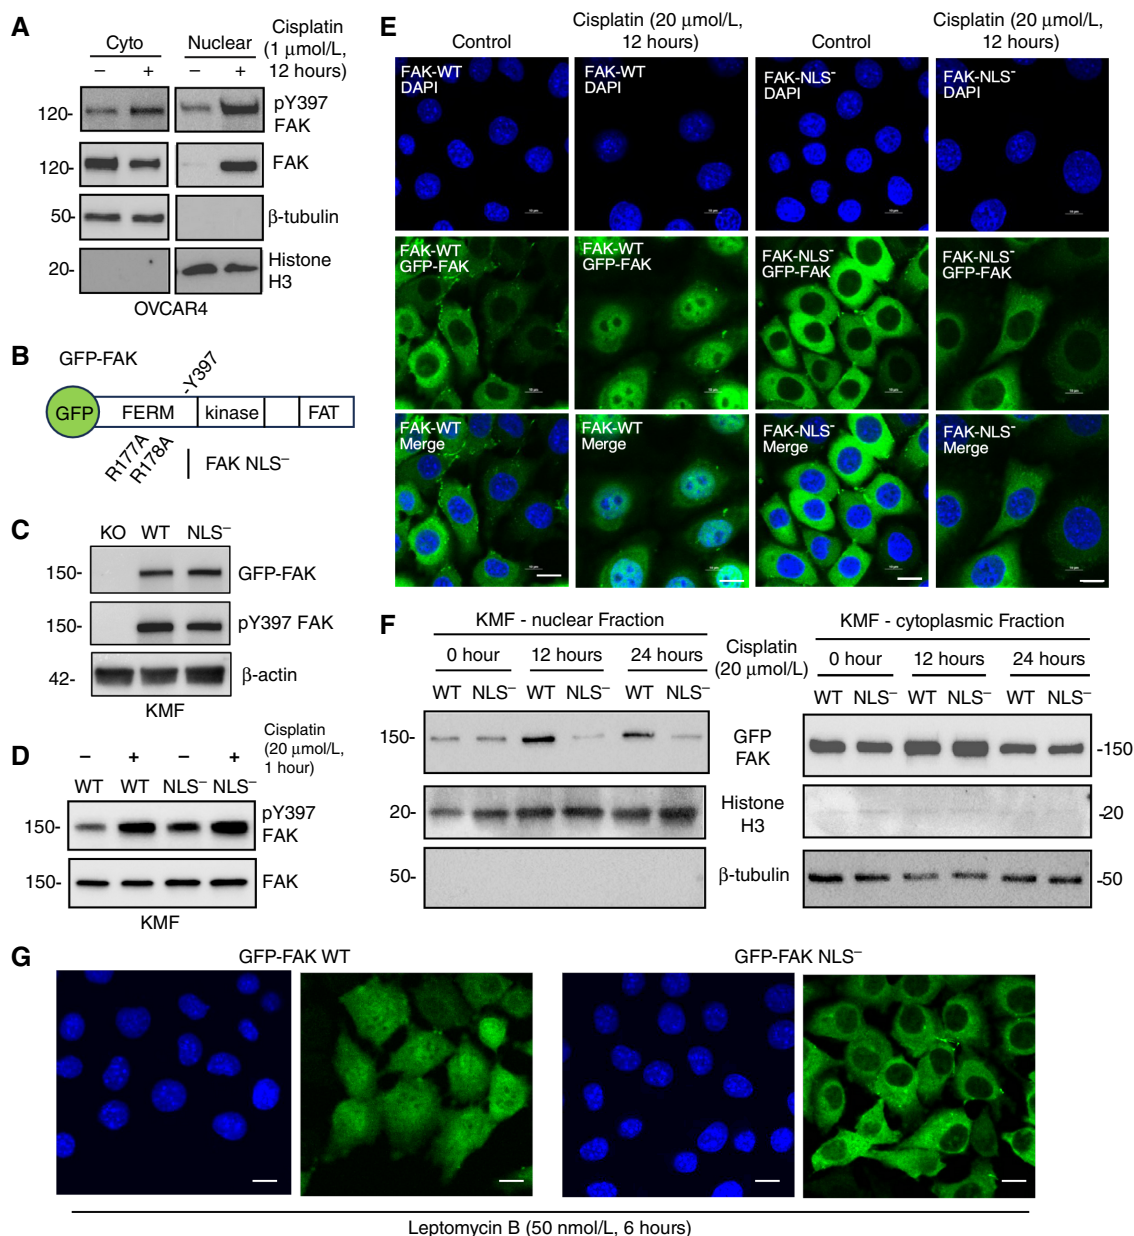 A
Cyto
Nuclear
Cisplatin
(1 μmol/L,
12 hours)
– + – +
120-
pY397
FAK
120-
FAK
50-
β-tubulin
20-
Histone
H3
OVCAR4
B
GFP-FAK
-Y397
GFP
FERM
kinase
FAT
R177A
R178A
FAK NLS–
C
KO WT NLS–
150-
GFP-FAK
150-
pY397 FAK
42-
β-actin
KMF
D
– + – +
Cisplatin
(20 μmol/L,
1 hour)
WT WT NLS– NLS–
150-
pY397
FAK
150-
FAK
KMF
E
Control
Cisplatin (20 μmol/L,
12 hours)
Control
Cisplatin (20 μmol/L,
12 hours)
FAK-WT
DAPI
FAK-WT
DAPI
FAK-NLS–
DAPI
FAK-NLS–
DAPI
FAK-WT
GFP-FAK
FAK-WT
GFP-FAK
FAK-NLS–
GFP-FAK
FAK-NLS–
GFP-FAK
FAK-WT
Merge
FAK-WT
Merge
FAK-NLS–
Merge
FAK-NLS–
Merge
F
KMF - nuclear Fraction
0 hour 12 hours 24 hours
WT NLS– WT NLS– WT NLS–
Cisplatin
(20 μmol/L)
KMF - cytoplasmic Fraction
0 hour 12 hours 24 hours
WT NLS– WT NLS– WT NLS–
150-
GFP
FAK
-150
20-
Histone
H3
-20
50-
β-tubulin
-50
G
GFP-FAK WT
GFP-FAK NLS–
Leptomycin B (50 nmol/L, 6 hours)